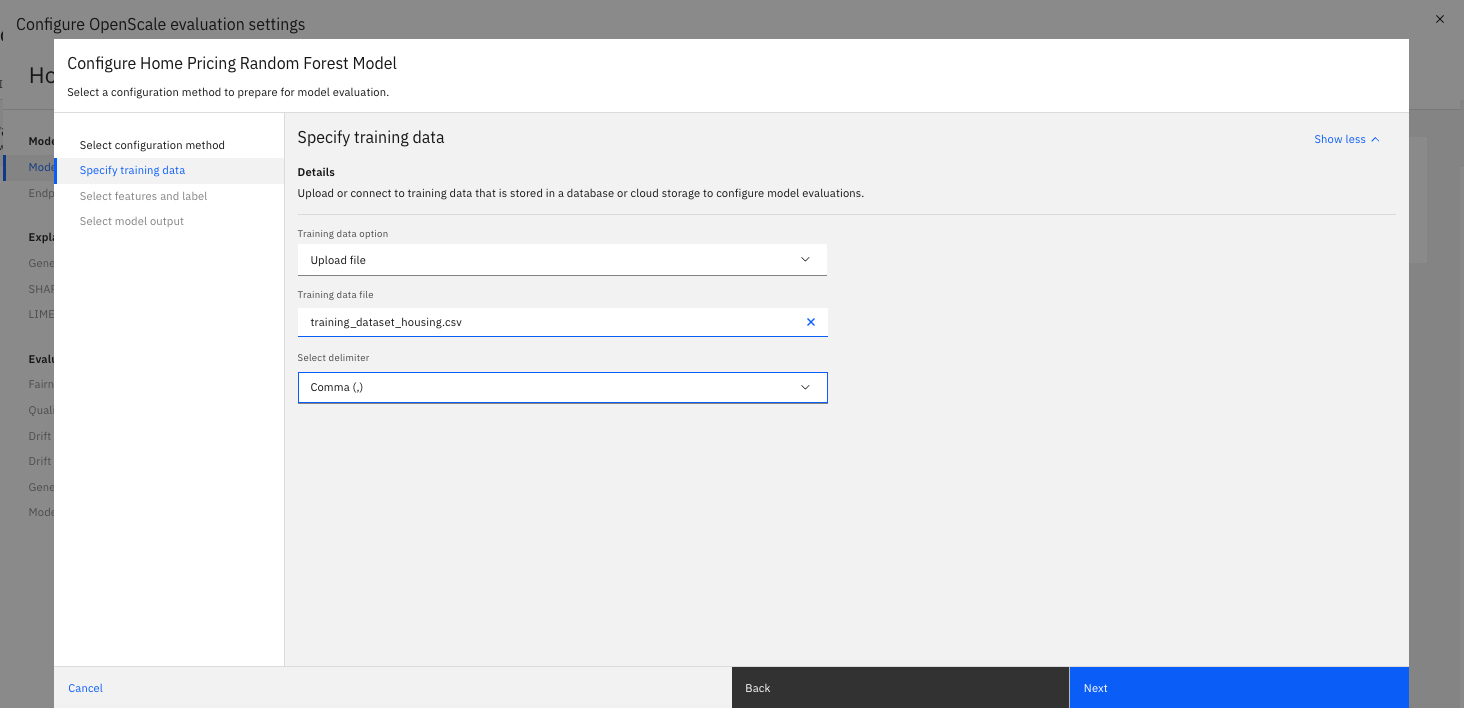 Configure OpenScale evaluation settings
Configure Home Pricing Random Forest Model
Select a configuration method to prepare for model evaluation.
Select configuration method
Specify training data
Select features and label
Select model output
Specify training data
Show less
Details
Upload or connect to training data that is stored in a database or cloud storage to configure model evaluations.
Training data option
Upload file
Training data file
training_dataset_housing.csv
Select delimiter
Comma (,)
Ho
Mode
Mode
Endp
Expla
Gene
SHAP
LIME
Evalu
Fairn
Quali
Drift
Drift
Gene
Mode
Cancel
Back
Next